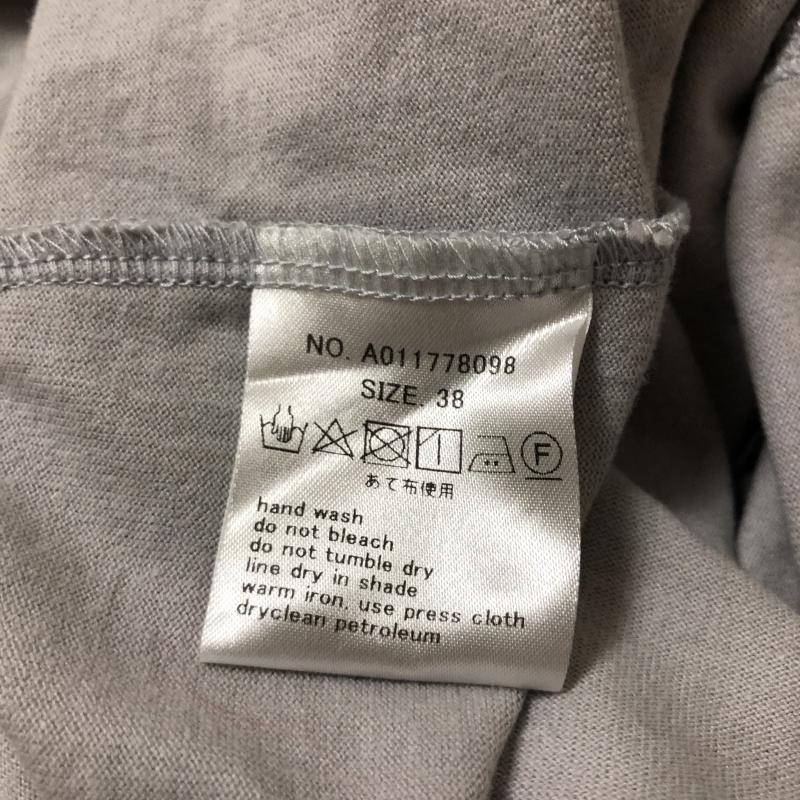 NO. A011778098
SIZE. 38
F
あて布使用
hand wash
do not bleach
do not tumble dry
line dry in shade
warm iron, use press cloth
dryclean petroleum